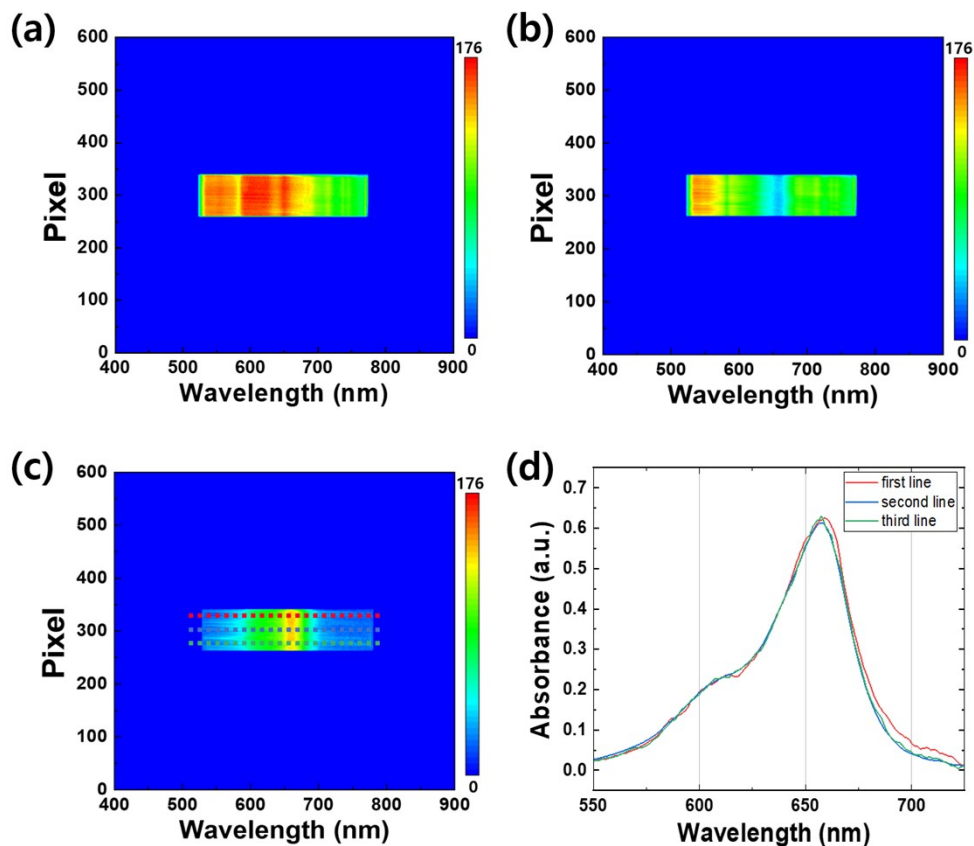 (a)
600
500
400
300
200
100
0
Pixel
176
0
400 500 600 700 800 900
Wavelength (nm)
(b)
600
500
400
300
200
100
0
Pixel
176
0
400 500 600 700 800 900
Wavelength (nm)
(c)
600
500
400
300
200
100
0
Pixel
176
0
400 500 600 700 800 900
Wavelength (nm)
(d)
first line
second line
third line
0.7
0.6
0.5
0.4
0.3
0.2
0.1
0.0
Absorbance (a.u.)
550 600 650 700
Wavelength (nm)